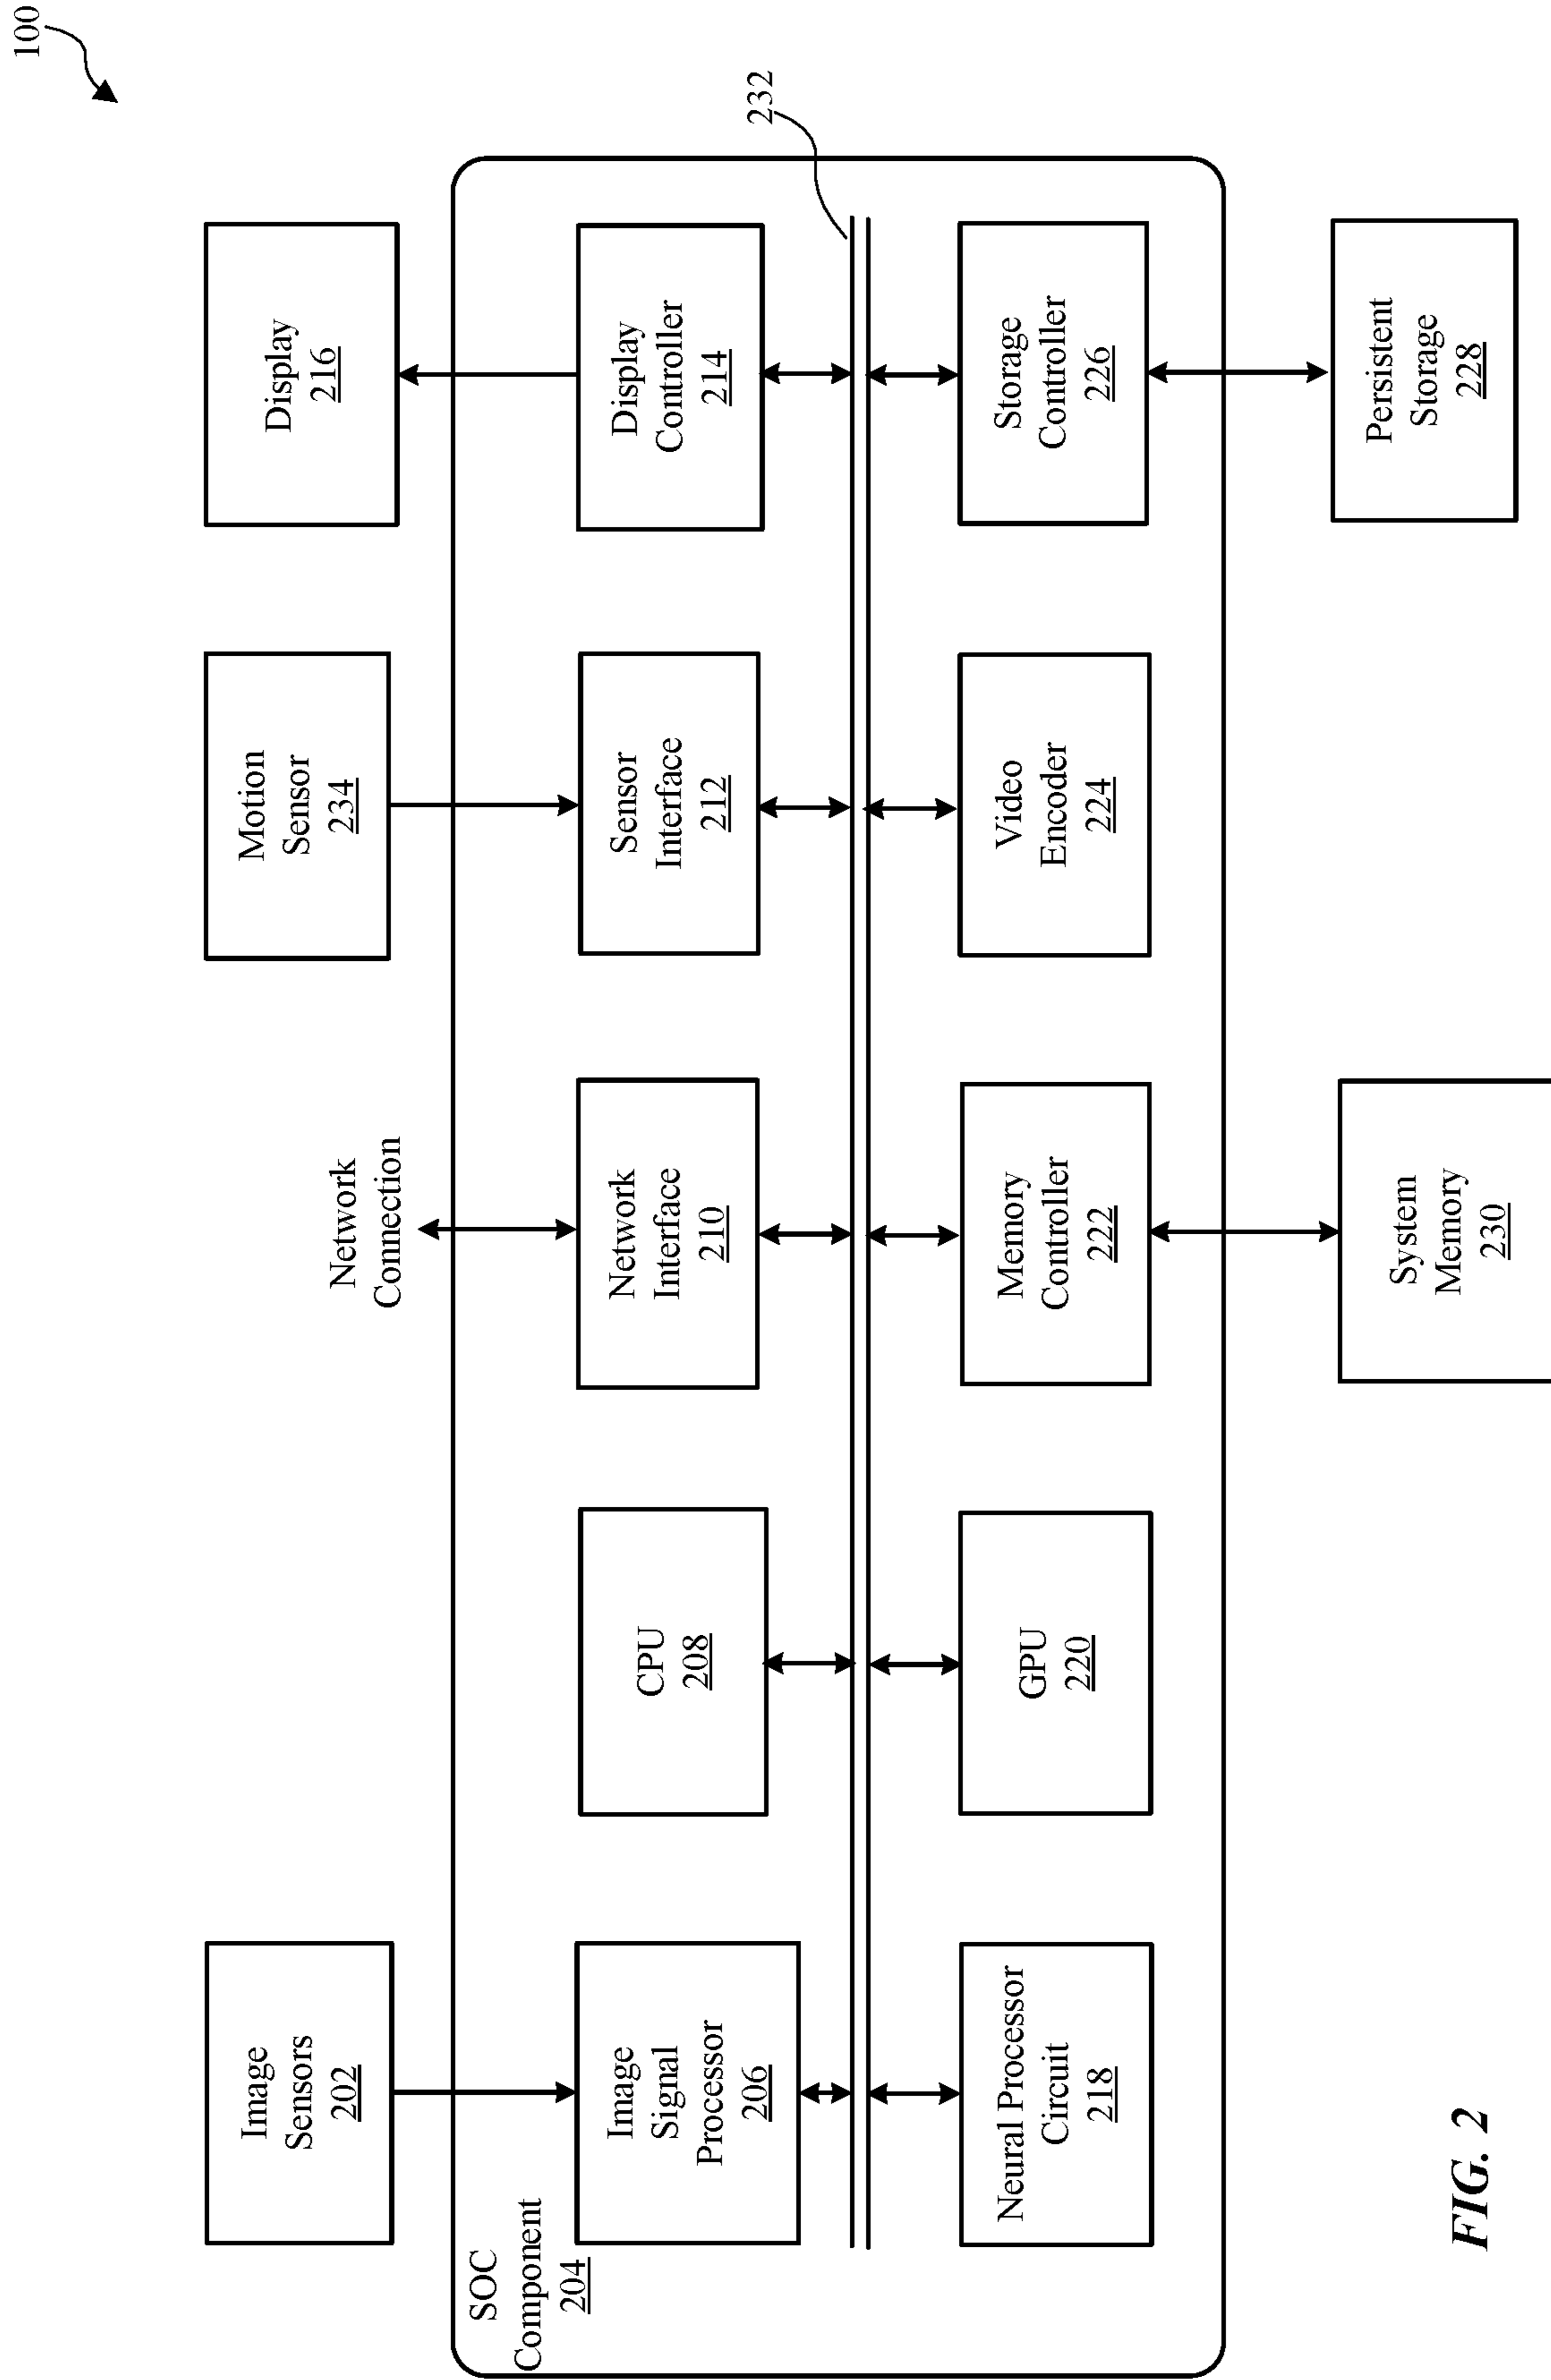 100
Image
Sensors
202
Network
Connection
Motion
Sensor
234
Display
216
SOC
Component
204
Image
Signal
Processor
206
CPU
208
Network
Interface
210
Sensor
Interface
212
Display
Controller
214
232
Neural Processor
Circuit
218
GPU
220
Memory
Controller
222
Video
Encoder
224
Storage
Controller
226
System
Memory
230
Persistent
Storage
228
FIG. 2